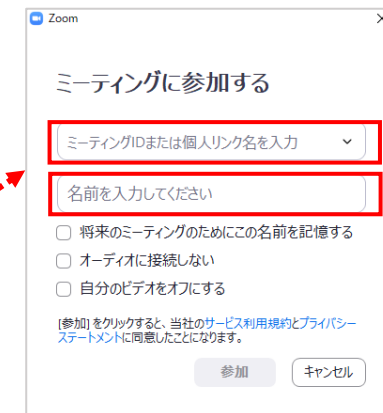 Zoom
ミーティングに参加する
ミーティングIDまたは個人リンク名を入力
名前を入力してください
将来のミーティングのためにこの名前を記憶する
オーディオに接続しない
自分のビデオをオフにする
[参加] をクリックすると、当社のサービス利用規約とプライバシー
ステートメントに同意したことになります。
参加 キャンセル